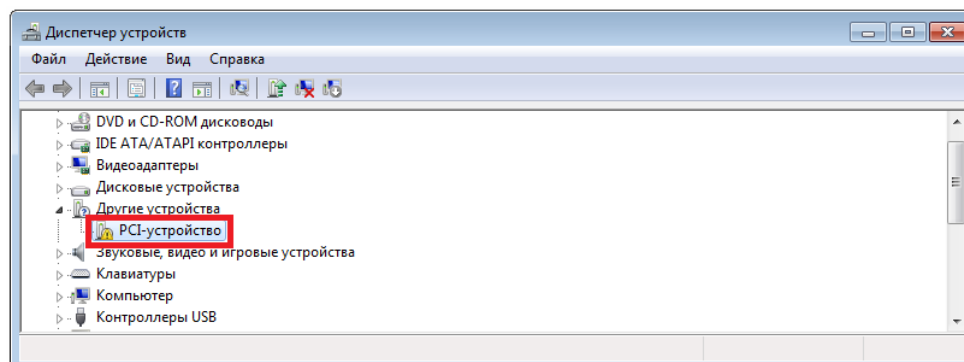 Диспетчер устройств
Файл Действие Вид Справка
DVD и CD-ROM дисководы
IDE ATA/ATAPI контроллеры
Видеоадаптеры
Дисковые устройства
Другие устройства
PCI-устройство
Звуковые, видео и игровые устройства
Клавиатуры
Компьютер
Контроллеры USB